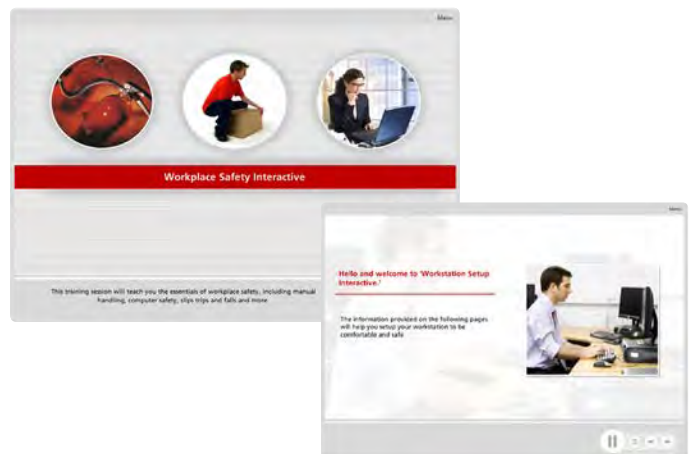 Menu
Workplace Safety Interactive
This training session will teach you the essentials of workplace safety, including manual
handling, computer safety, slips trips and falls and more
Menu
Hello and welcome to 'Workstation Setup
Interactive.'
The information provided on the following pages
will help you setup your workstation to be
comfortable and safe